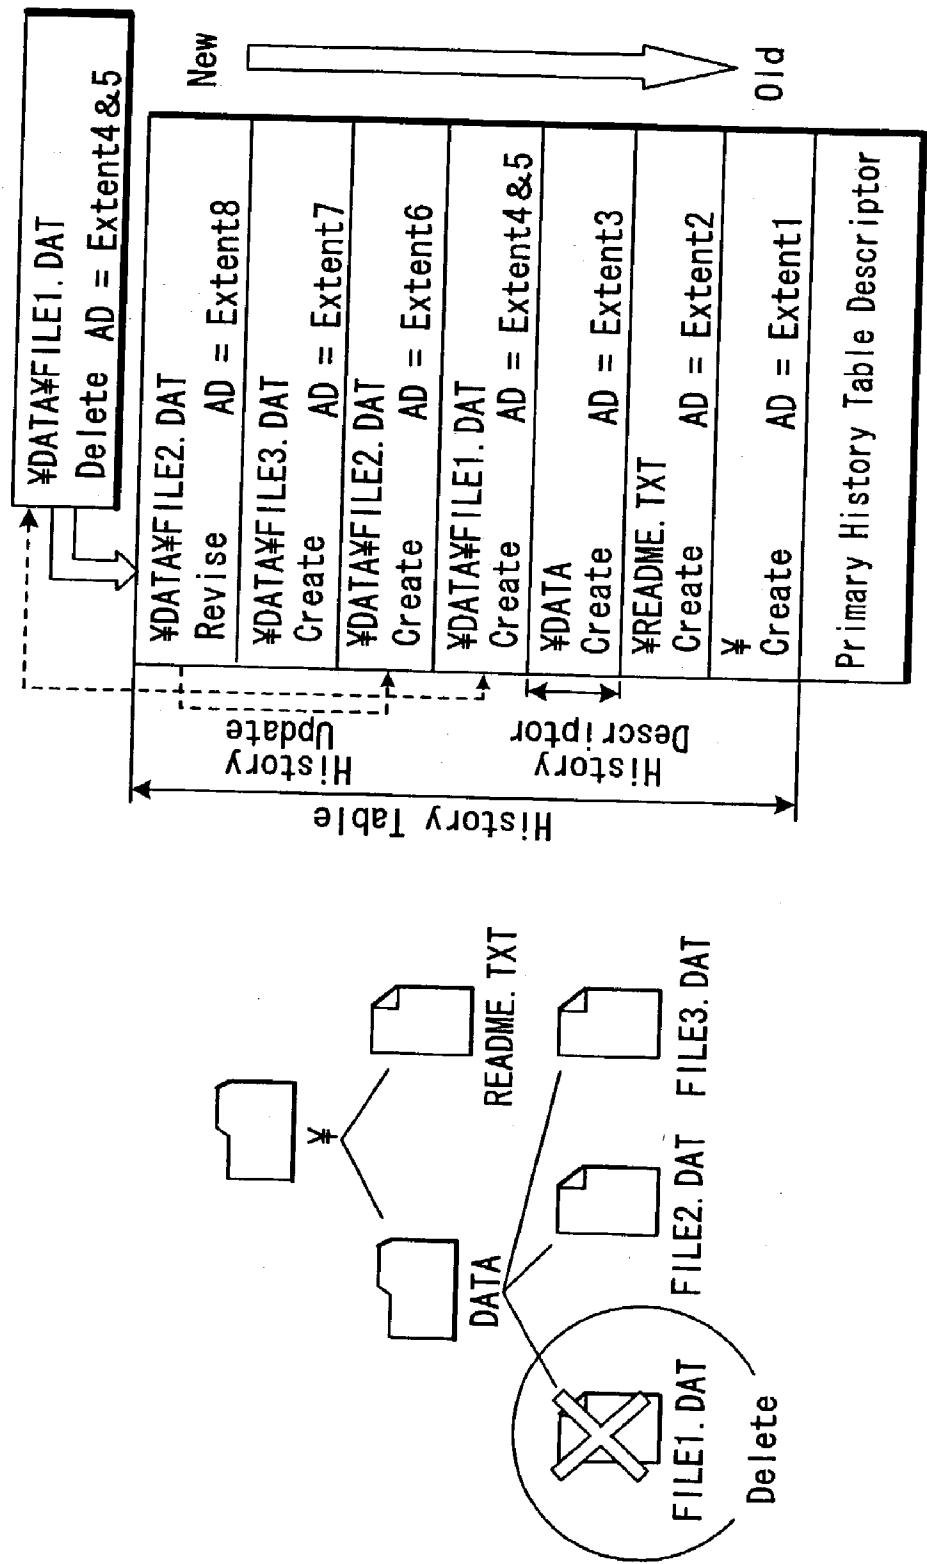 ¥
README.TXT
DATA
FILE1.DAT
FILE2.DAT
FILE3.DAT
Delete
¥DATA¥FILE1.DAT
Delete AD = Extent4&5
¥DATA¥FILE2.DAT
Revise AD = Extent8
¥DATA¥FILE3.DAT
Create AD = Extent7
¥DATA¥FILE2.DAT
Create AD = Extent6
¥DATA¥FILE1.DAT
Create AD = Extent4&5
¥DATA
Create AD = Extent3
¥README.TXT
Create AD = Extent2
¥
Create AD = Extent1
Primary History Table Descriptor
History Table
History
Update
History
Descriptor
New
Old